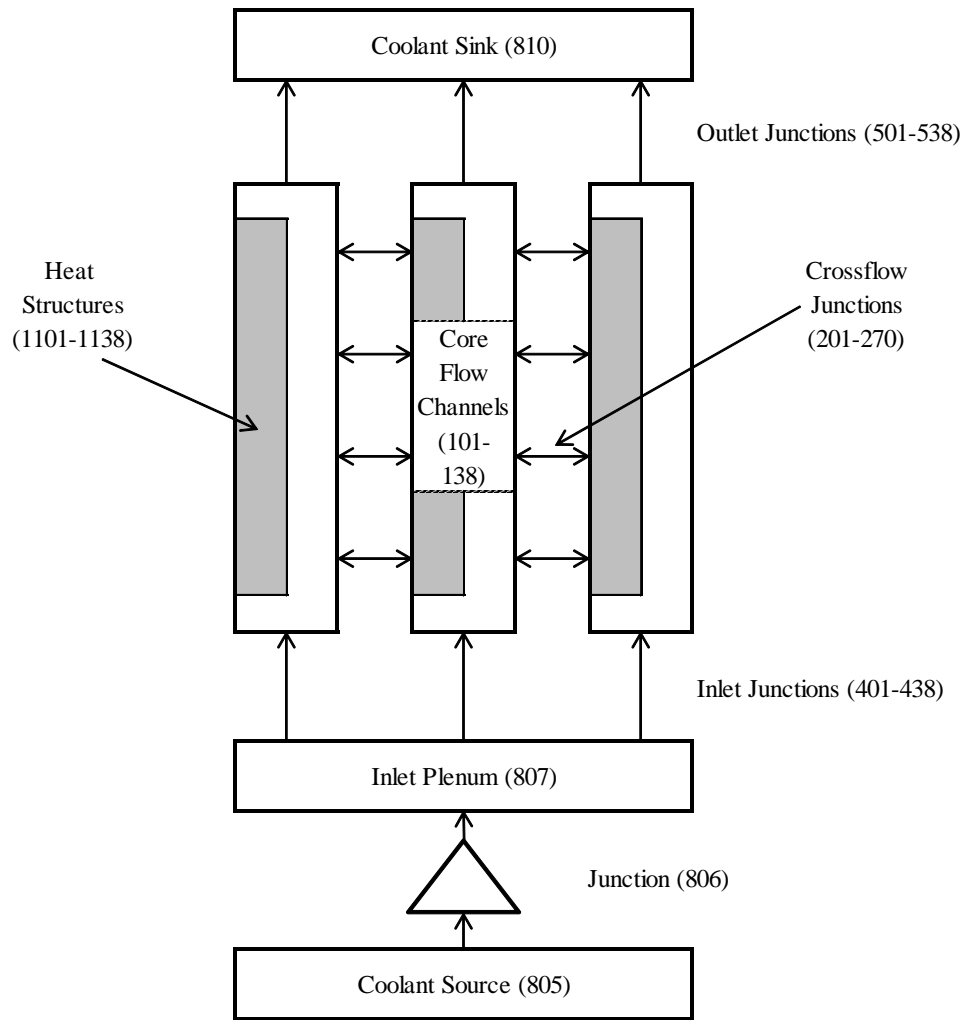 Coolant Sink (810)
Outlet Junctions (501-538)
Heat
Structures
(1101-1138)
Crossflow
Junctions
(201-270)
Core
Flow
Channels
(101-
138)
Inlet Junctions (401-438)
Inlet Plenum (807)
Junction (806)
Coolant Source (805)